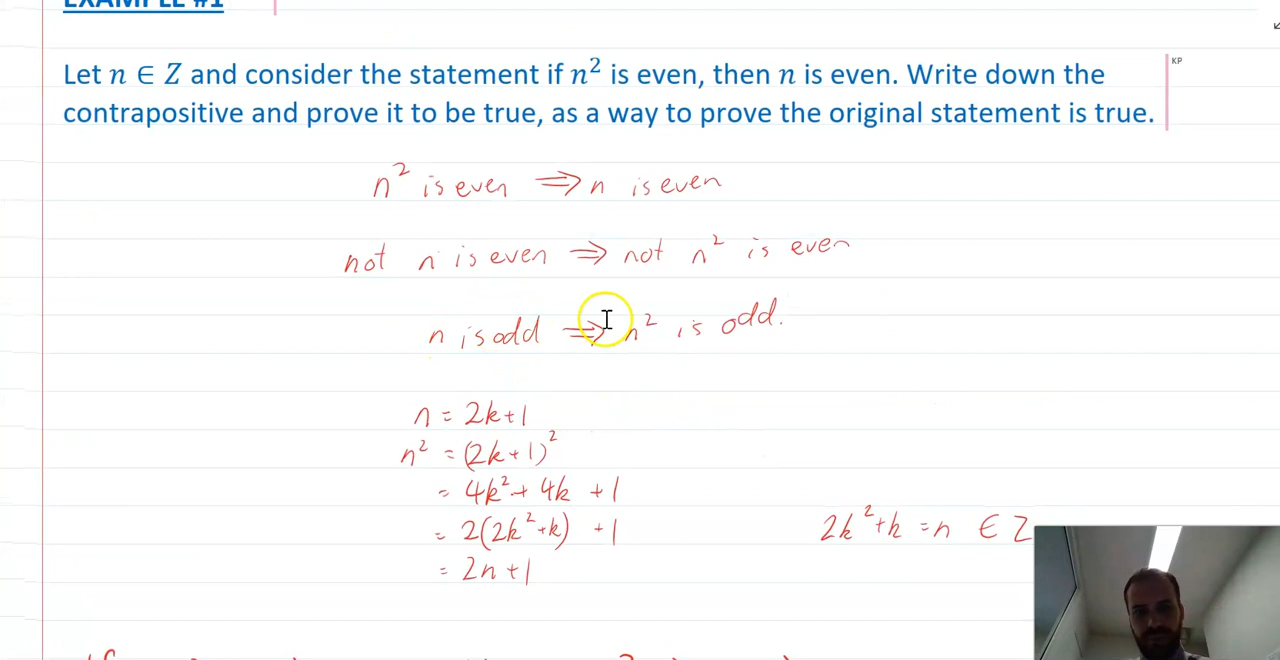 EXAMPLE #1
Let n ∈ Z and consider the statement if n² is even, then n is even. Write down the
contrapositive and prove it to be true, as a way to prove the original statement is true.
KP
n² is even ⇒ n is even
not n is even ⇒ not n² is even
n is odd ⇒ n² is odd.
n = 2k+1
n² = (2k+1)²
= 4k² + 4k + 1
= 2(2k²+k) + 1
2k²+k = n ∈ Z
= 2n+1